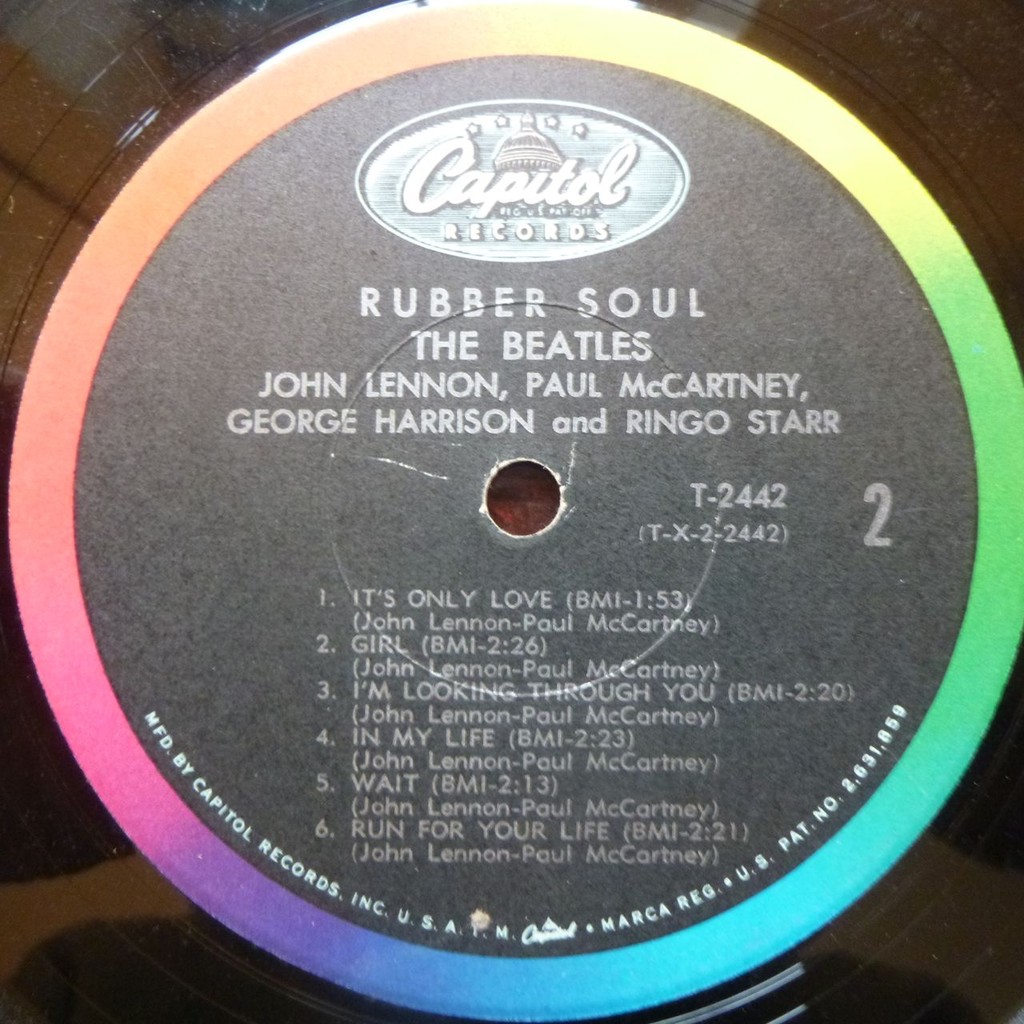 Capitol
REG. U.S. PAT. OFF.
RECORDS
RUBBER SOUL
THE BEATLES
JOHN LENNON, PAUL McCARTNEY,
GEORGE HARRISON and RINGO STARR
T-2442
(T-X-2-2442)
2
1. IT'S ONLY LOVE (BMI-1:53)
(John Lennon-Paul McCartney)
2. GIRL (BMI-2:26)
(John Lennon-Paul McCartney)
3. I'M LOOKING THROUGH YOU (BMI-2:20)
(John Lennon-Paul McCartney)
4. IN MY LIFE (BMI-2:23)
(John Lennon-Paul McCartney)
5. WAIT (BMI-2:13)
(John Lennon-Paul McCartney)
6. RUN FOR YOUR LIFE (BMI-2:21)
(John Lennon-Paul McCartney)
MFD. BY CAPITOL RECORDS, INC. U. S. A. T. M. Capitol • MARCA REG. • U.S. PAT. NO. 2,631,859